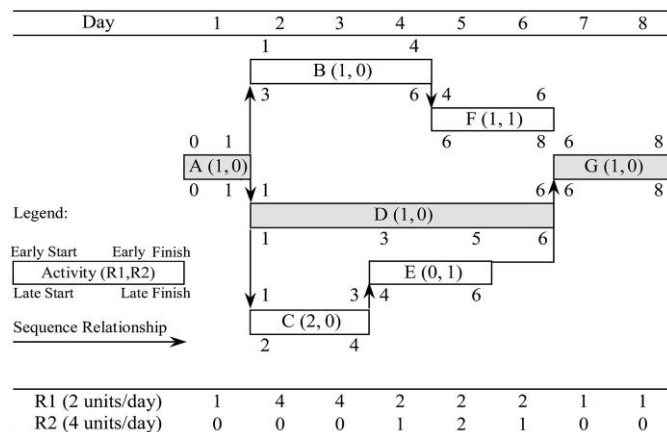 Day 1 2 3 4 5 6 7 8
1 4
B (1, 0)
3 6 4 6
F (1, 1)
0 1 6 8 6 8
A (1, 0) G (1, 0)
0 1 1 6 6 8
Legend: D (1, 0)
Early Start Early Finish 1 3 5 6
Activity (R1,R2) E (0, 1)
Late Start Late Finish 1 3 4 6
Sequence Relationship C (2, 0)
2 4
R1 (2 units/day) 1 4 4 2 2 2 1 1
R2 (4 units/day) 0 0 0 1 2 1 0 0